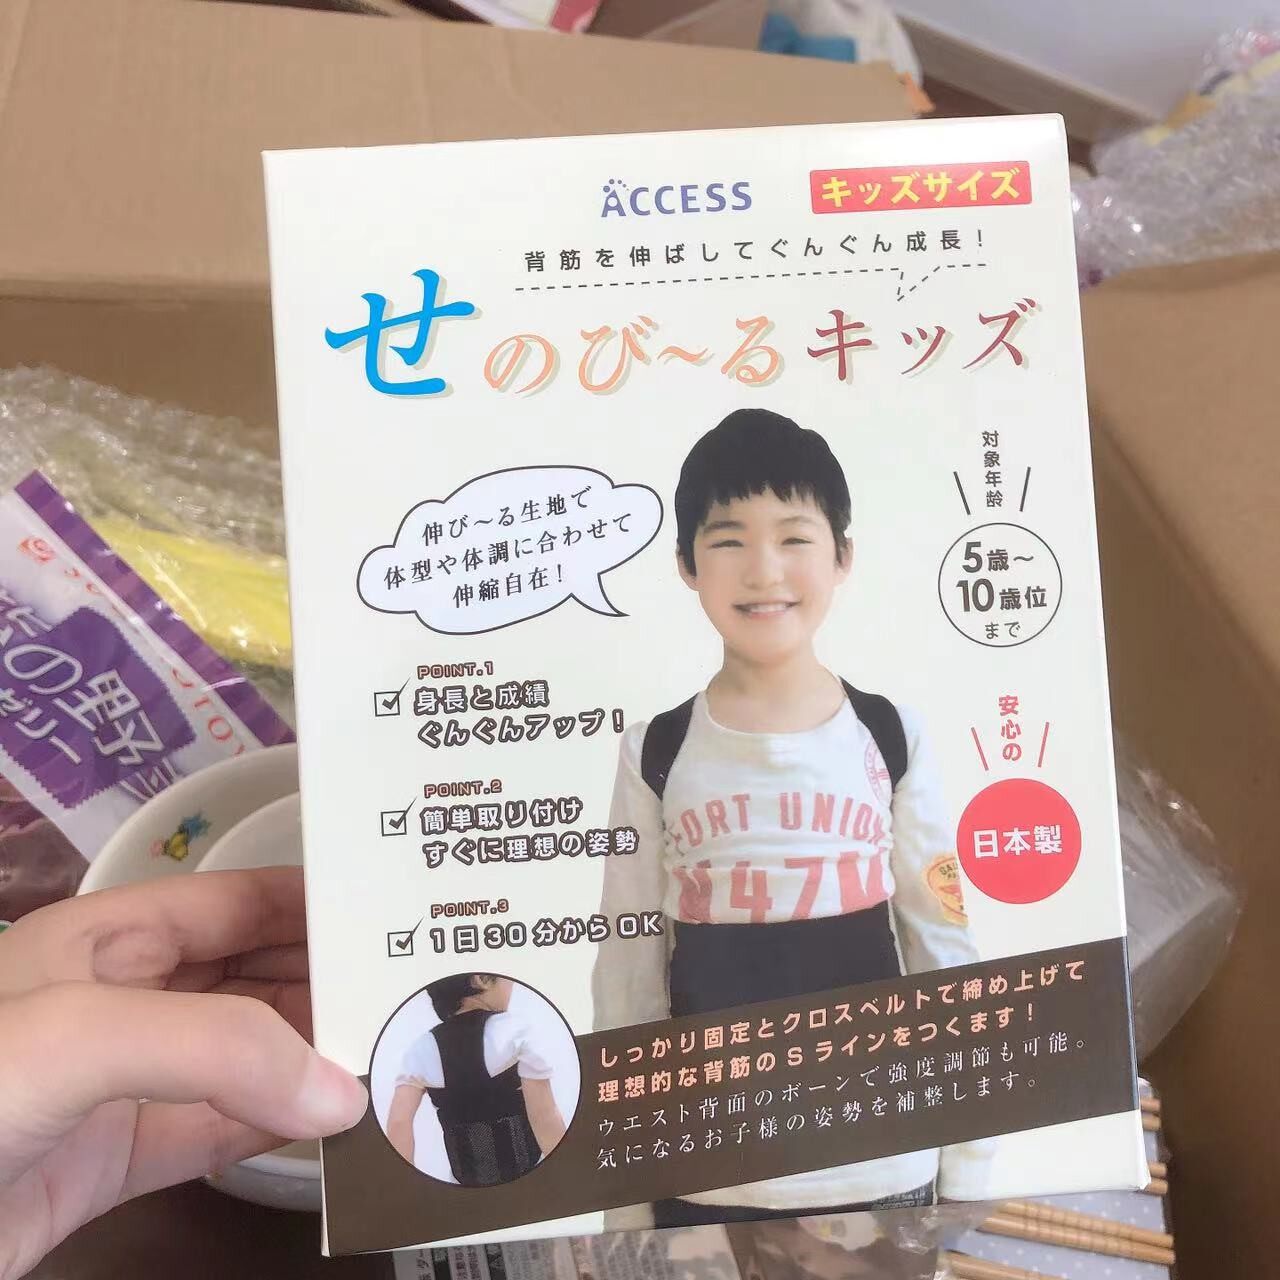 ACCESS
キッズサイズ
背筋を伸ばしてぐんぐん成長!
せのび～るキッズ
対象年齢
5歳～
10歳位
まで
伸び～る生地で
体型や体調に合わせて
伸縮自在!
POINT.1
身長と成績
ぐんぐんアップ!
POINT.2
簡単取り付け
すぐに理想の姿勢
POINT.3
1日30分からOK
安心の
日本製
FORT UNION
N47M
しっかり固定とクロスベルトで締め上げて
理想的な背筋のSラインをつくます!
ウエスト背面のボーンで強度調節も可能。
気になるお子様の姿勢を補整します。
の野
ゼリー